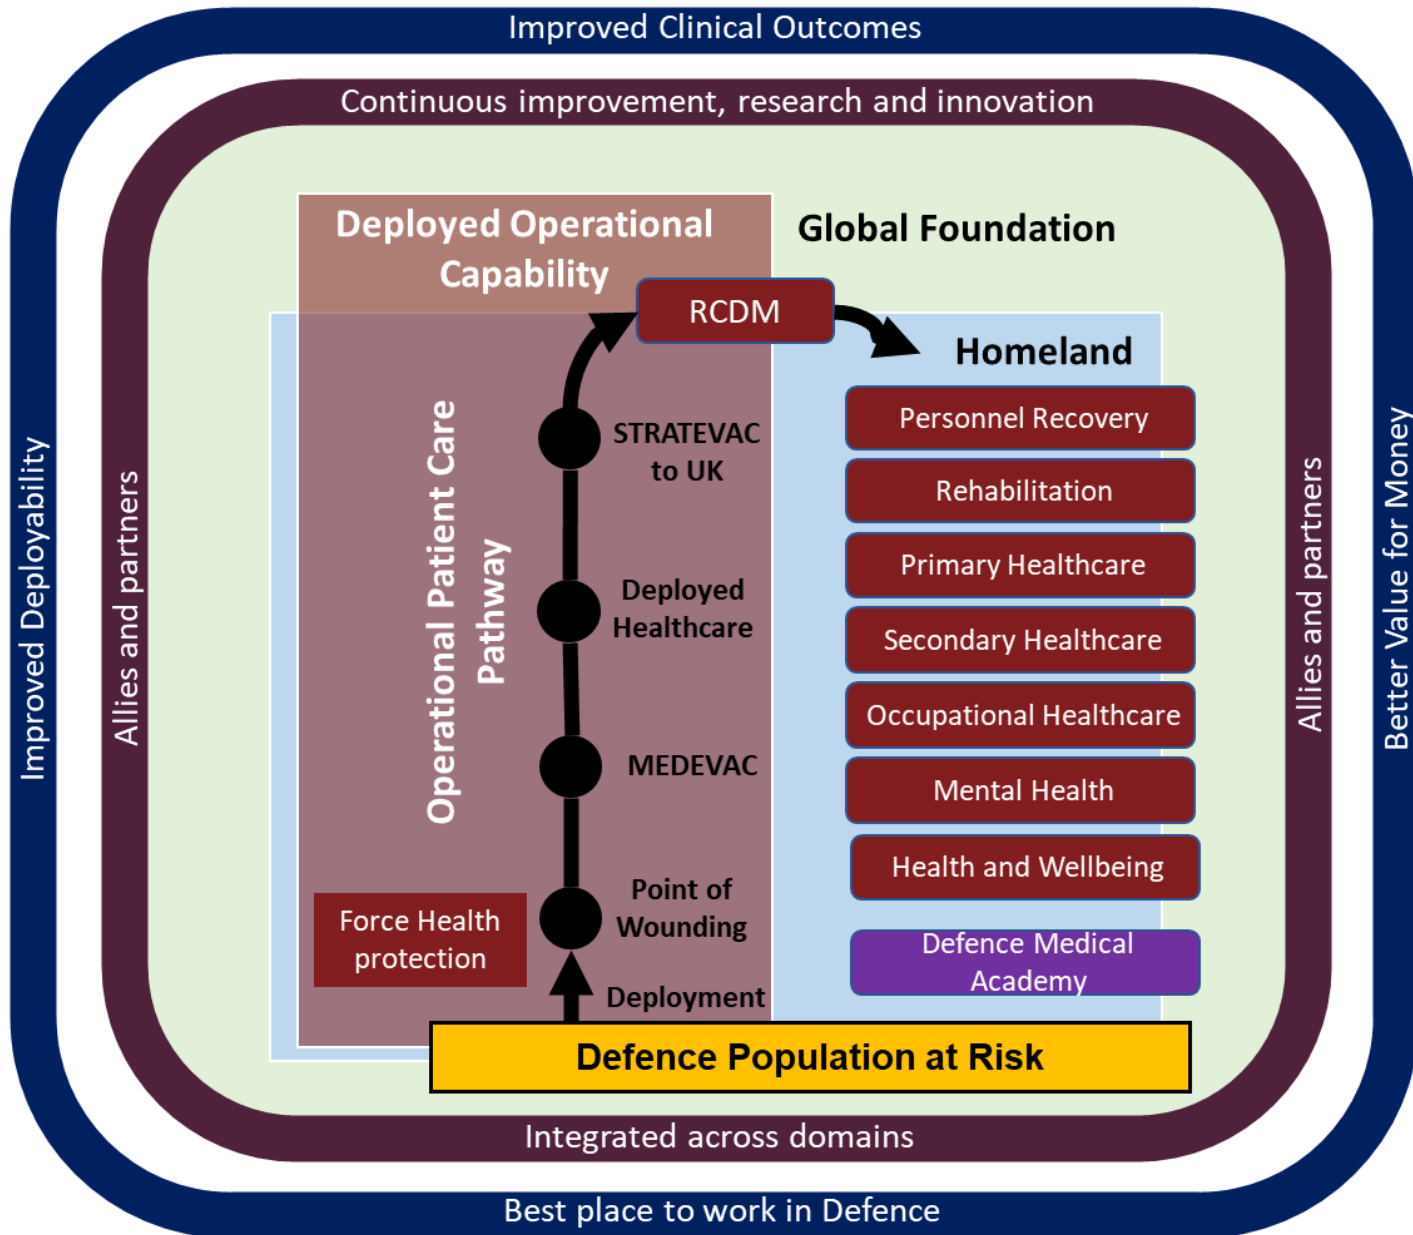 Improved Clinical Outcomes
Continuous improvement, research and innovation
Improved Deployability
Allies and partners
Deployed Operational
Capability
Global Foundation
RCDM
Homeland
Operational Patient Care
Pathway
STRATEVAC
to UK
Deployed
Healthcare
MEDEVAC
Point of
Wounding
Force Health
protection
Deployment
Personnel Recovery
Rehabilitation
Primary Healthcare
Secondary Healthcare
Occupational Healthcare
Mental Health
Health and Wellbeing
Defence Medical
Academy
Defence Population at Risk
Allies and partners
Better Value for Money
Integrated across domains
Best place to work in Defence